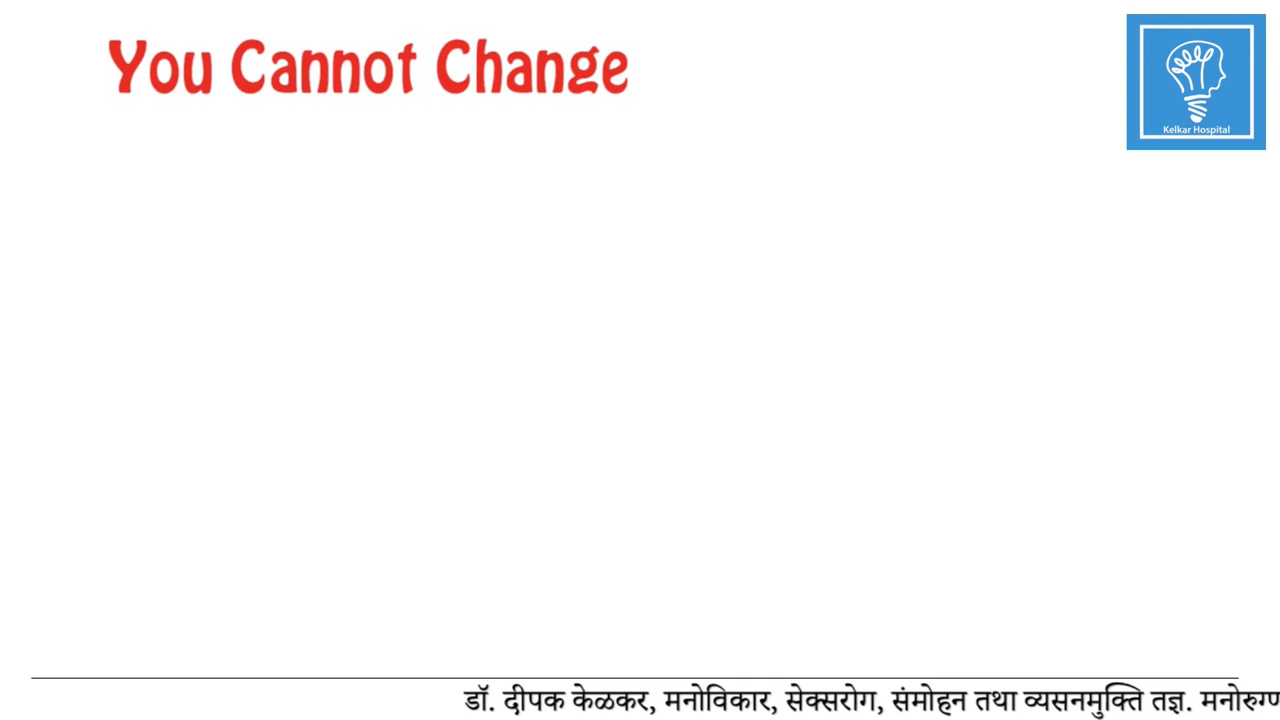 You Cannot Change
Kelkar Hospital
डॉ. दीपक केळकर, मनोविकार, सेक्सरोग, संमोहन तथा व्यसनमुक्ति तज्ञ. मनोरुग्ण